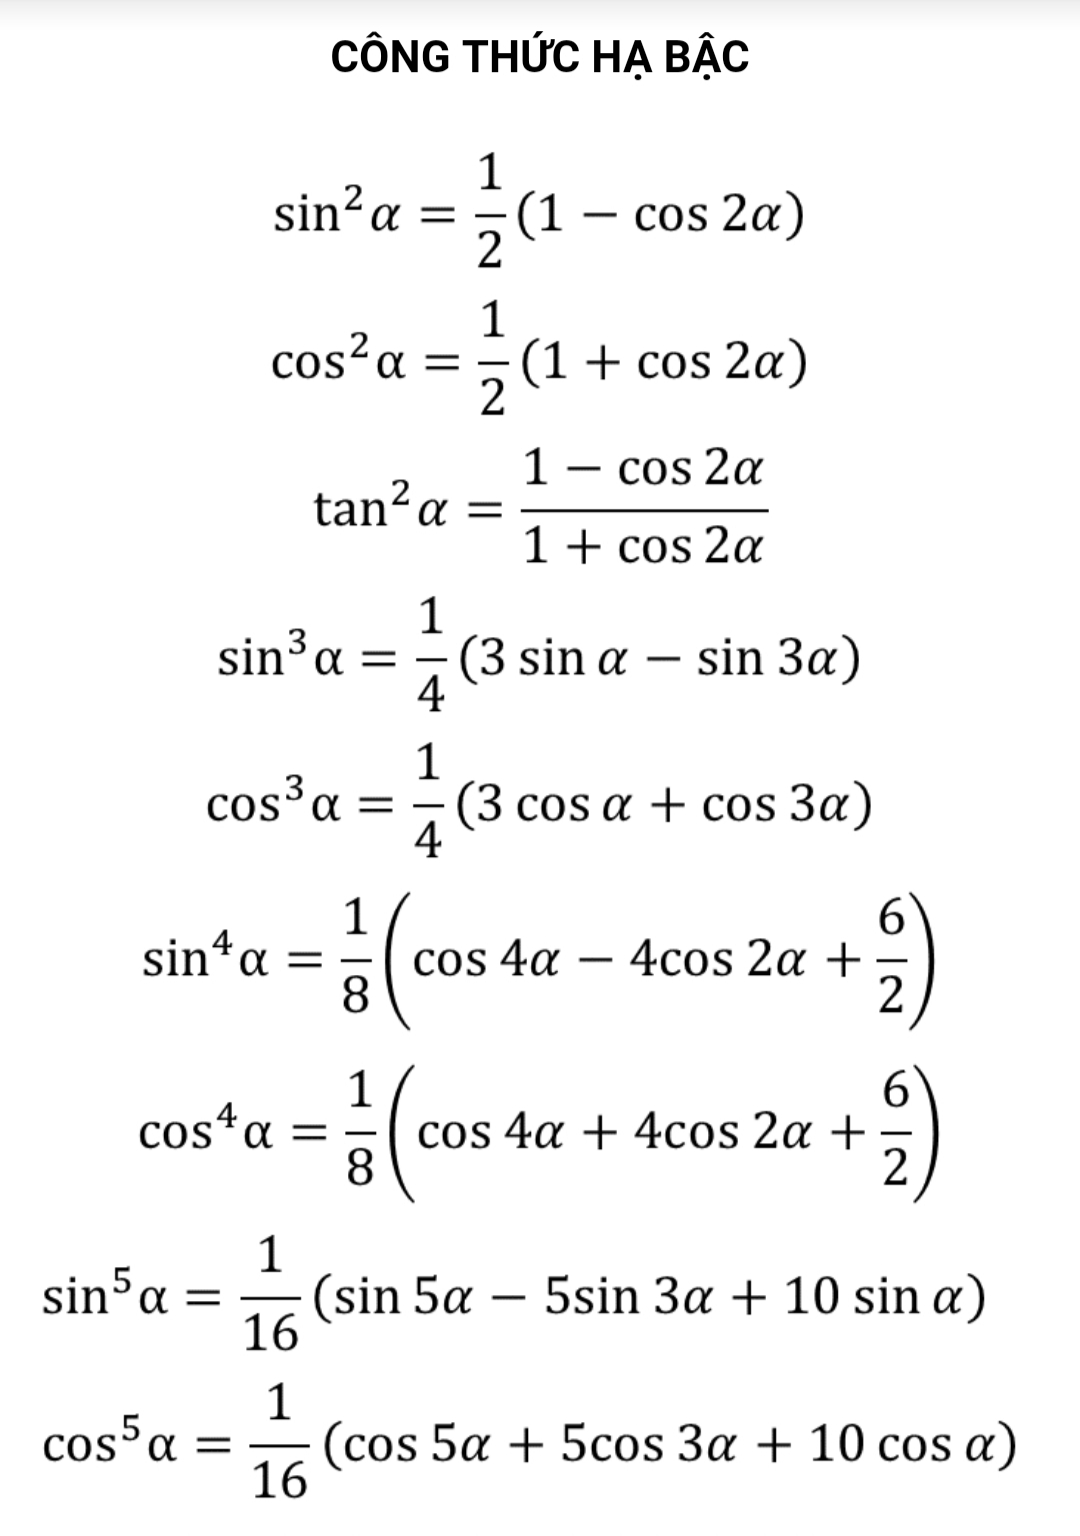 CÔNG THỨC HẠ BẬC
sin²α = 1/2 (1 − cos 2α)
cos²α = 1/2 (1 + cos 2α)
tan²α = (1 − cos 2α)/(1 + cos 2α)
sin³α = 1/4 (3 sin α − sin 3α)
cos³α = 1/4 (3 cos α + cos 3α)
sin⁴α = 1/8 (cos 4α − 4cos 2α + 6/2)
cos⁴α = 1/8 (cos 4α + 4cos 2α + 6/2)
sin⁵α = 1/16 (sin 5α − 5sin 3α + 10 sin α)
cos⁵α = 1/16 (cos 5α + 5cos 3α + 10 cos α)